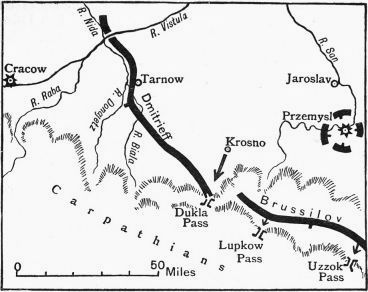 R. Nida
R. Vistula
Cracow
R. Raba
R. Dongetz
Tarnow
R. Biala
Dmitrieff
R. San
Jaroslav
Przemysl
Krosno
Dukla
Pass
Brussilov
Lupkow
Pass
Uzzok
Pass
Carpathians
0 50 Miles